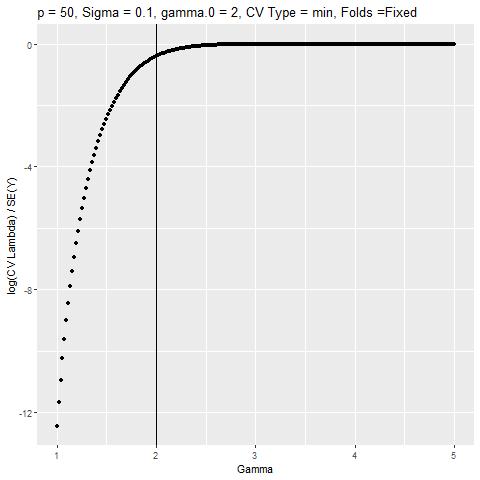 p = 50, Sigma = 0.1, gamma.0 = 2, CV Type = min, Folds =Fixed
log(CV Lambda) / SE(Y)
0
-4
-8
-12
1 2 3 4 5
Gamma